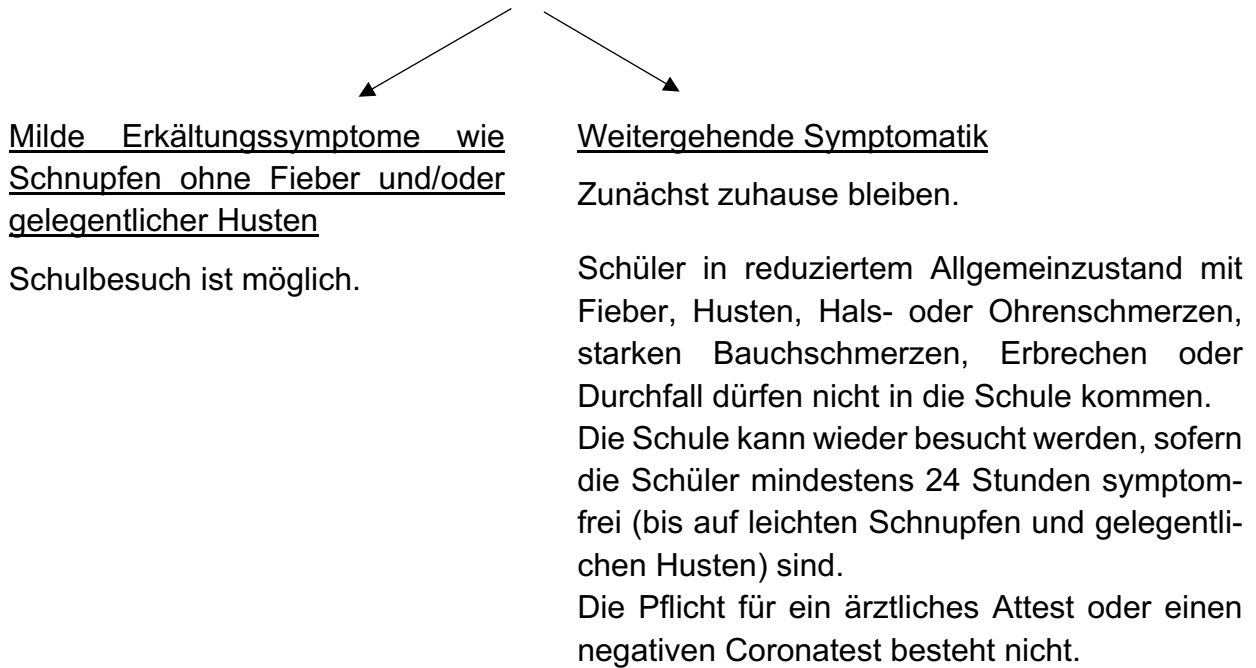 Milde Erkältungssymptome wie
Schnupfen ohne Fieber und/oder
gelegentlicher Husten
Schulbesuch ist möglich.
Weitergehende Symptomatik
Zunächst zuhause bleiben.
Schüler in reduziertem Allgemeinzustand mit
Fieber, Husten, Hals- oder Ohrenschmerzen,
starken Bauchschmerzen, Erbrechen oder
Durchfall dürfen nicht in die Schule kommen.
Die Schule kann wieder besucht werden, sofern
die Schüler mindestens 24 Stunden symptom-
frei (bis auf leichten Schnupfen und gelegentli-
chen Husten) sind.
Die Pflicht für ein ärztliches Attest oder einen
negativen Coronatest besteht nicht.